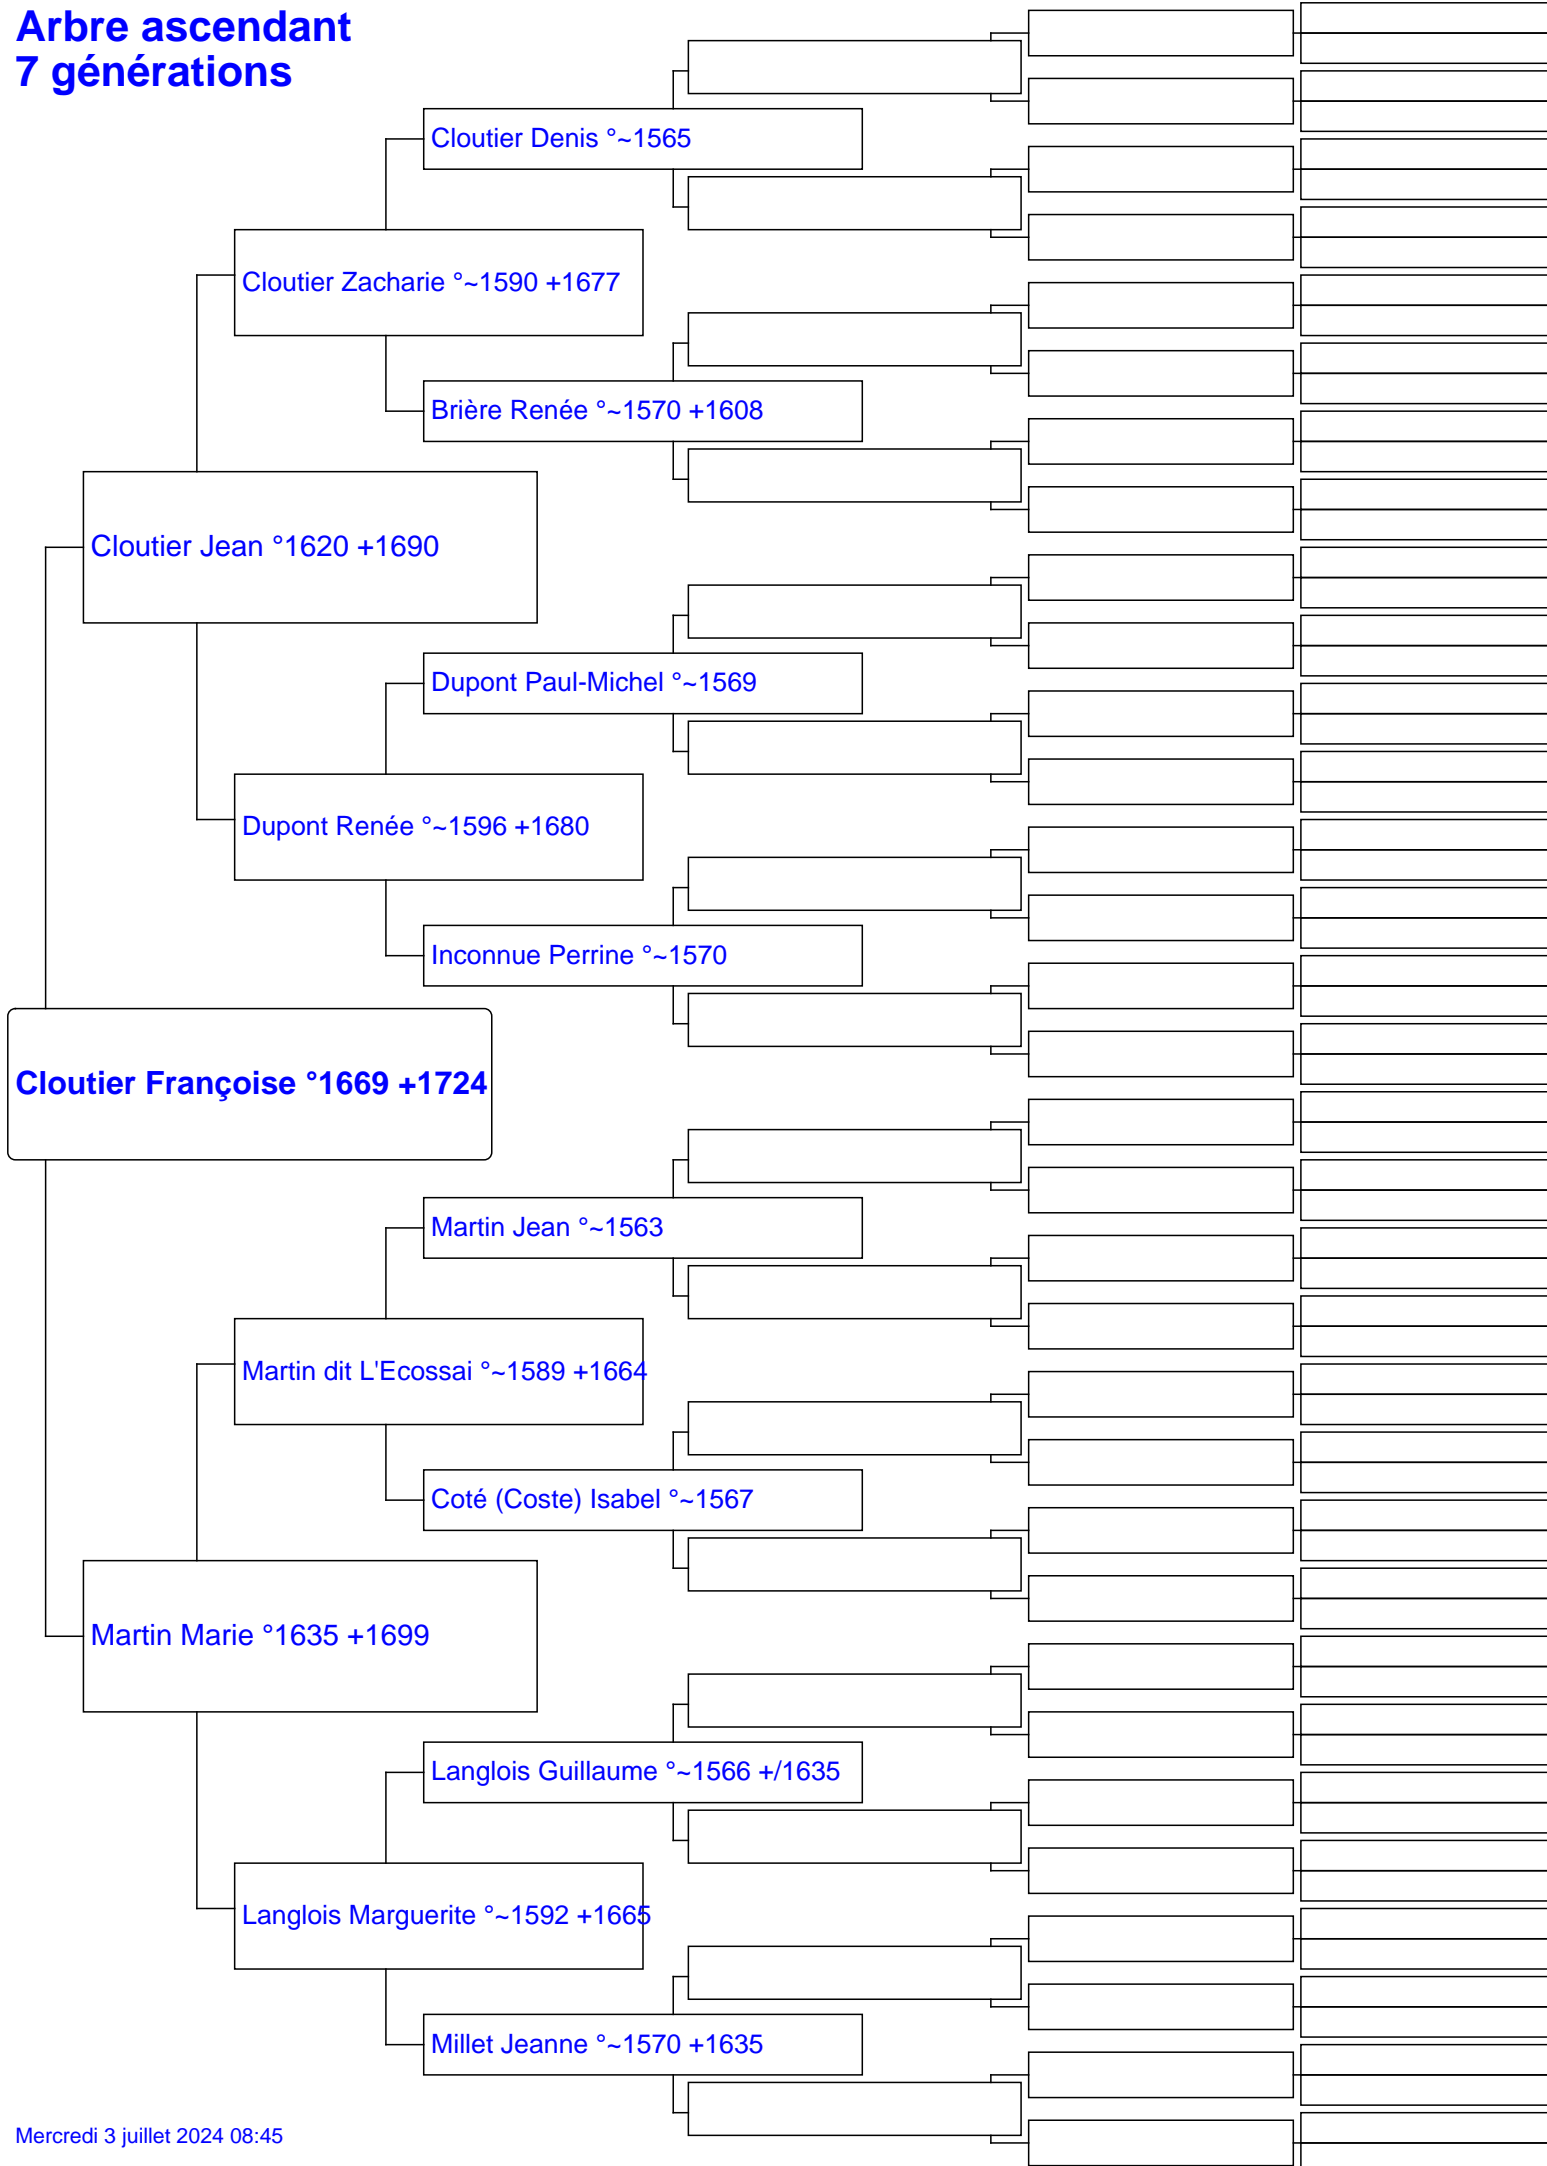 Arbre ascendant
7 générations
Cloutier Denis °~1565
Cloutier Zacharie °~1590 +1677
Brière Renée °~1570 +1608
Cloutier Jean °1620 +1690
Dupont Paul-Michel °~1569
Dupont Renée °~1596 +1680
Inconnue Perrine °~1570
Cloutier Françoise °1669 +1724
Martin Jean °~1563
Martin dit L'Ecossai °~1589 +1664
Coté (Coste) Isabel °~1567
Martin Marie °1635 +1699
Langlois Guillaume °~1566 +/1635
Langlois Marguerite °~1592 +1665
Millet Jeanne °~1570 +1635
Mercredi 3 juillet 2024 08:45